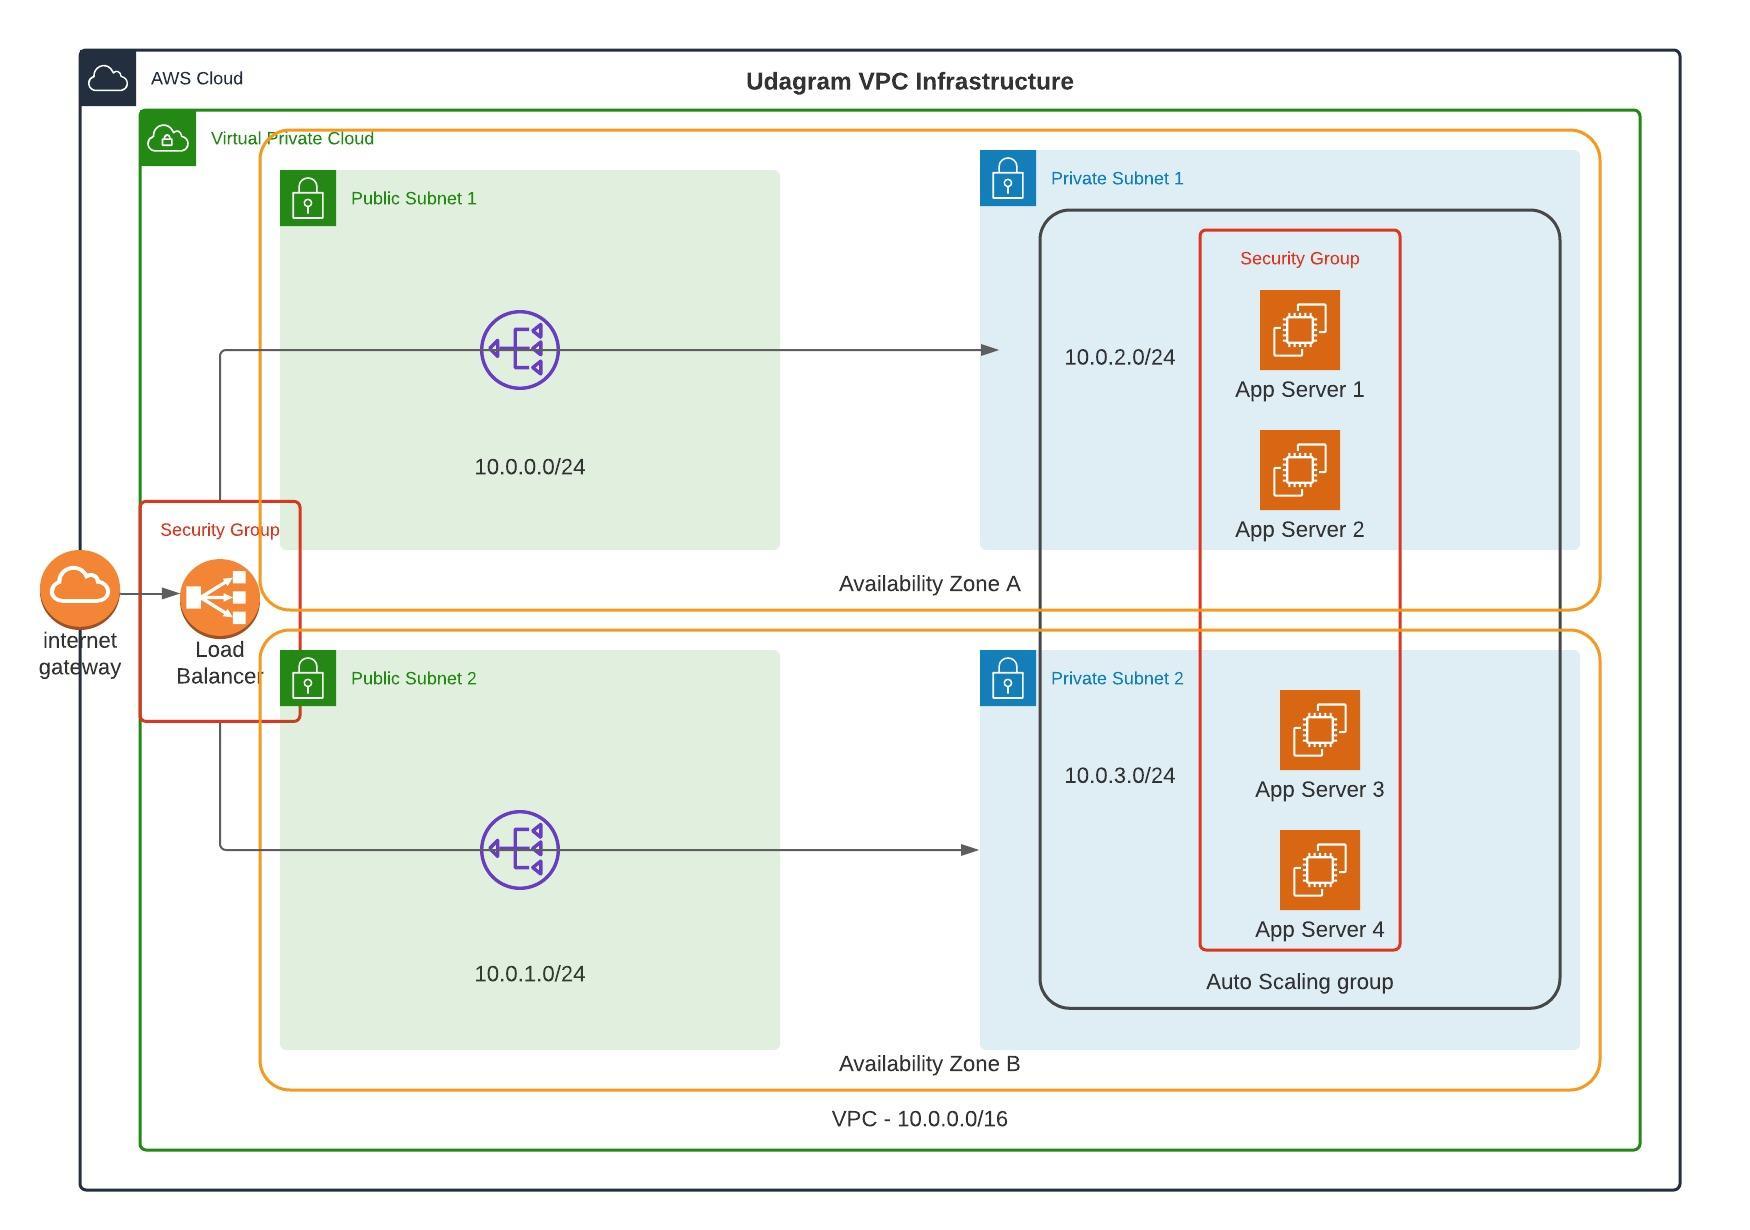 AWS Cloud
Udagram VPC Infrastructure
Virtual Private Cloud
Public Subnet 1
10.0.0.0/24
Private Subnet 1
Security Group
10.0.2.0/24
App Server 1
App Server 2
Availability Zone A
Security Group
internet
gateway
Load
Balancer
Public Subnet 2
10.0.1.0/24
Private Subnet 2
10.0.3.0/24
App Server 3
App Server 4
Auto Scaling group
Availability Zone B
VPC - 10.0.0.0/16